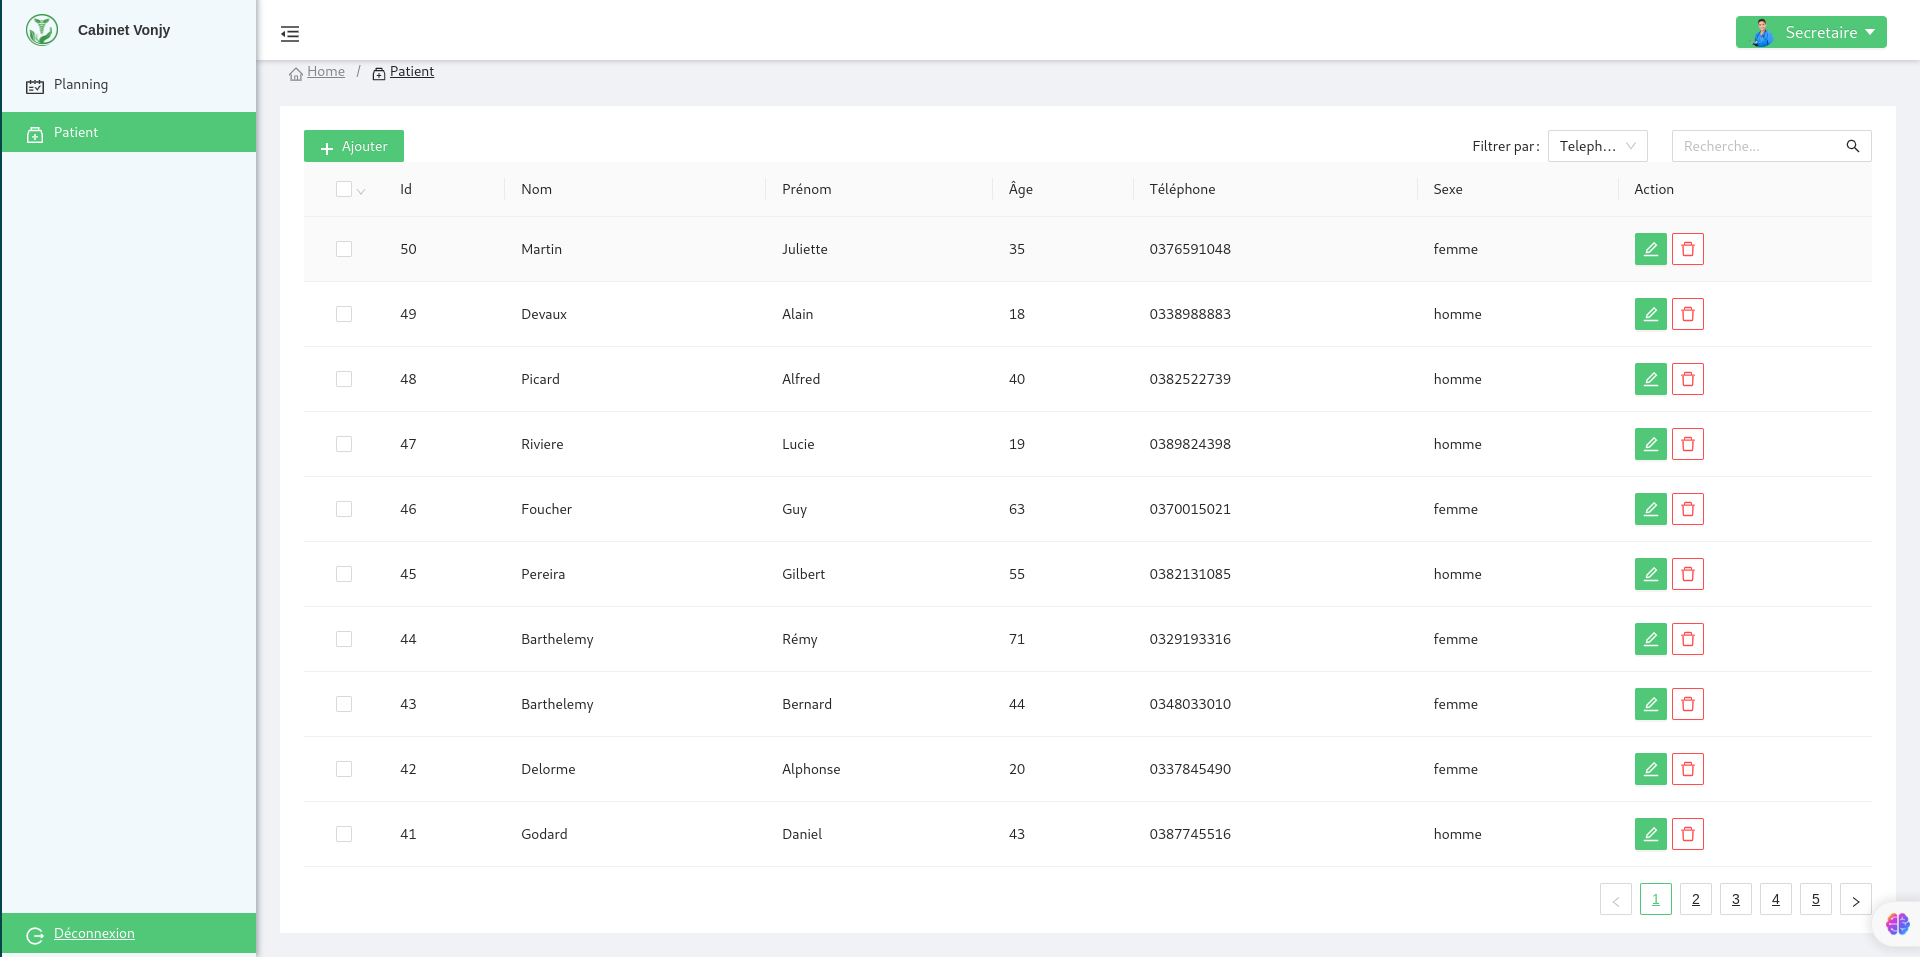 Cabinet Vonjy
Secretaire
Planning
Patient
Déconnexion
Home / Patient
Ajouter
Filtrer par : Teleph... Recherche...
Id Nom Prénom Âge Téléphone Sexe Action
50 Martin Juliette 35 0376591048 femme
49 Devaux Alain 18 0338988883 homme
48 Picard Alfred 40 0382522739 homme
47 Riviere Lucie 19 0389824398 homme
46 Foucher Guy 63 0370015021 femme
45 Pereira Gilbert 55 0382131085 homme
44 Barthelemy Rémy 71 0329193316 femme
43 Barthelemy Bernard 44 0348033010 femme
42 Delorme Alphonse 20 0337845490 femme
41 Godard Daniel 43 0387745516 homme
< 1 2 3 4 5 >